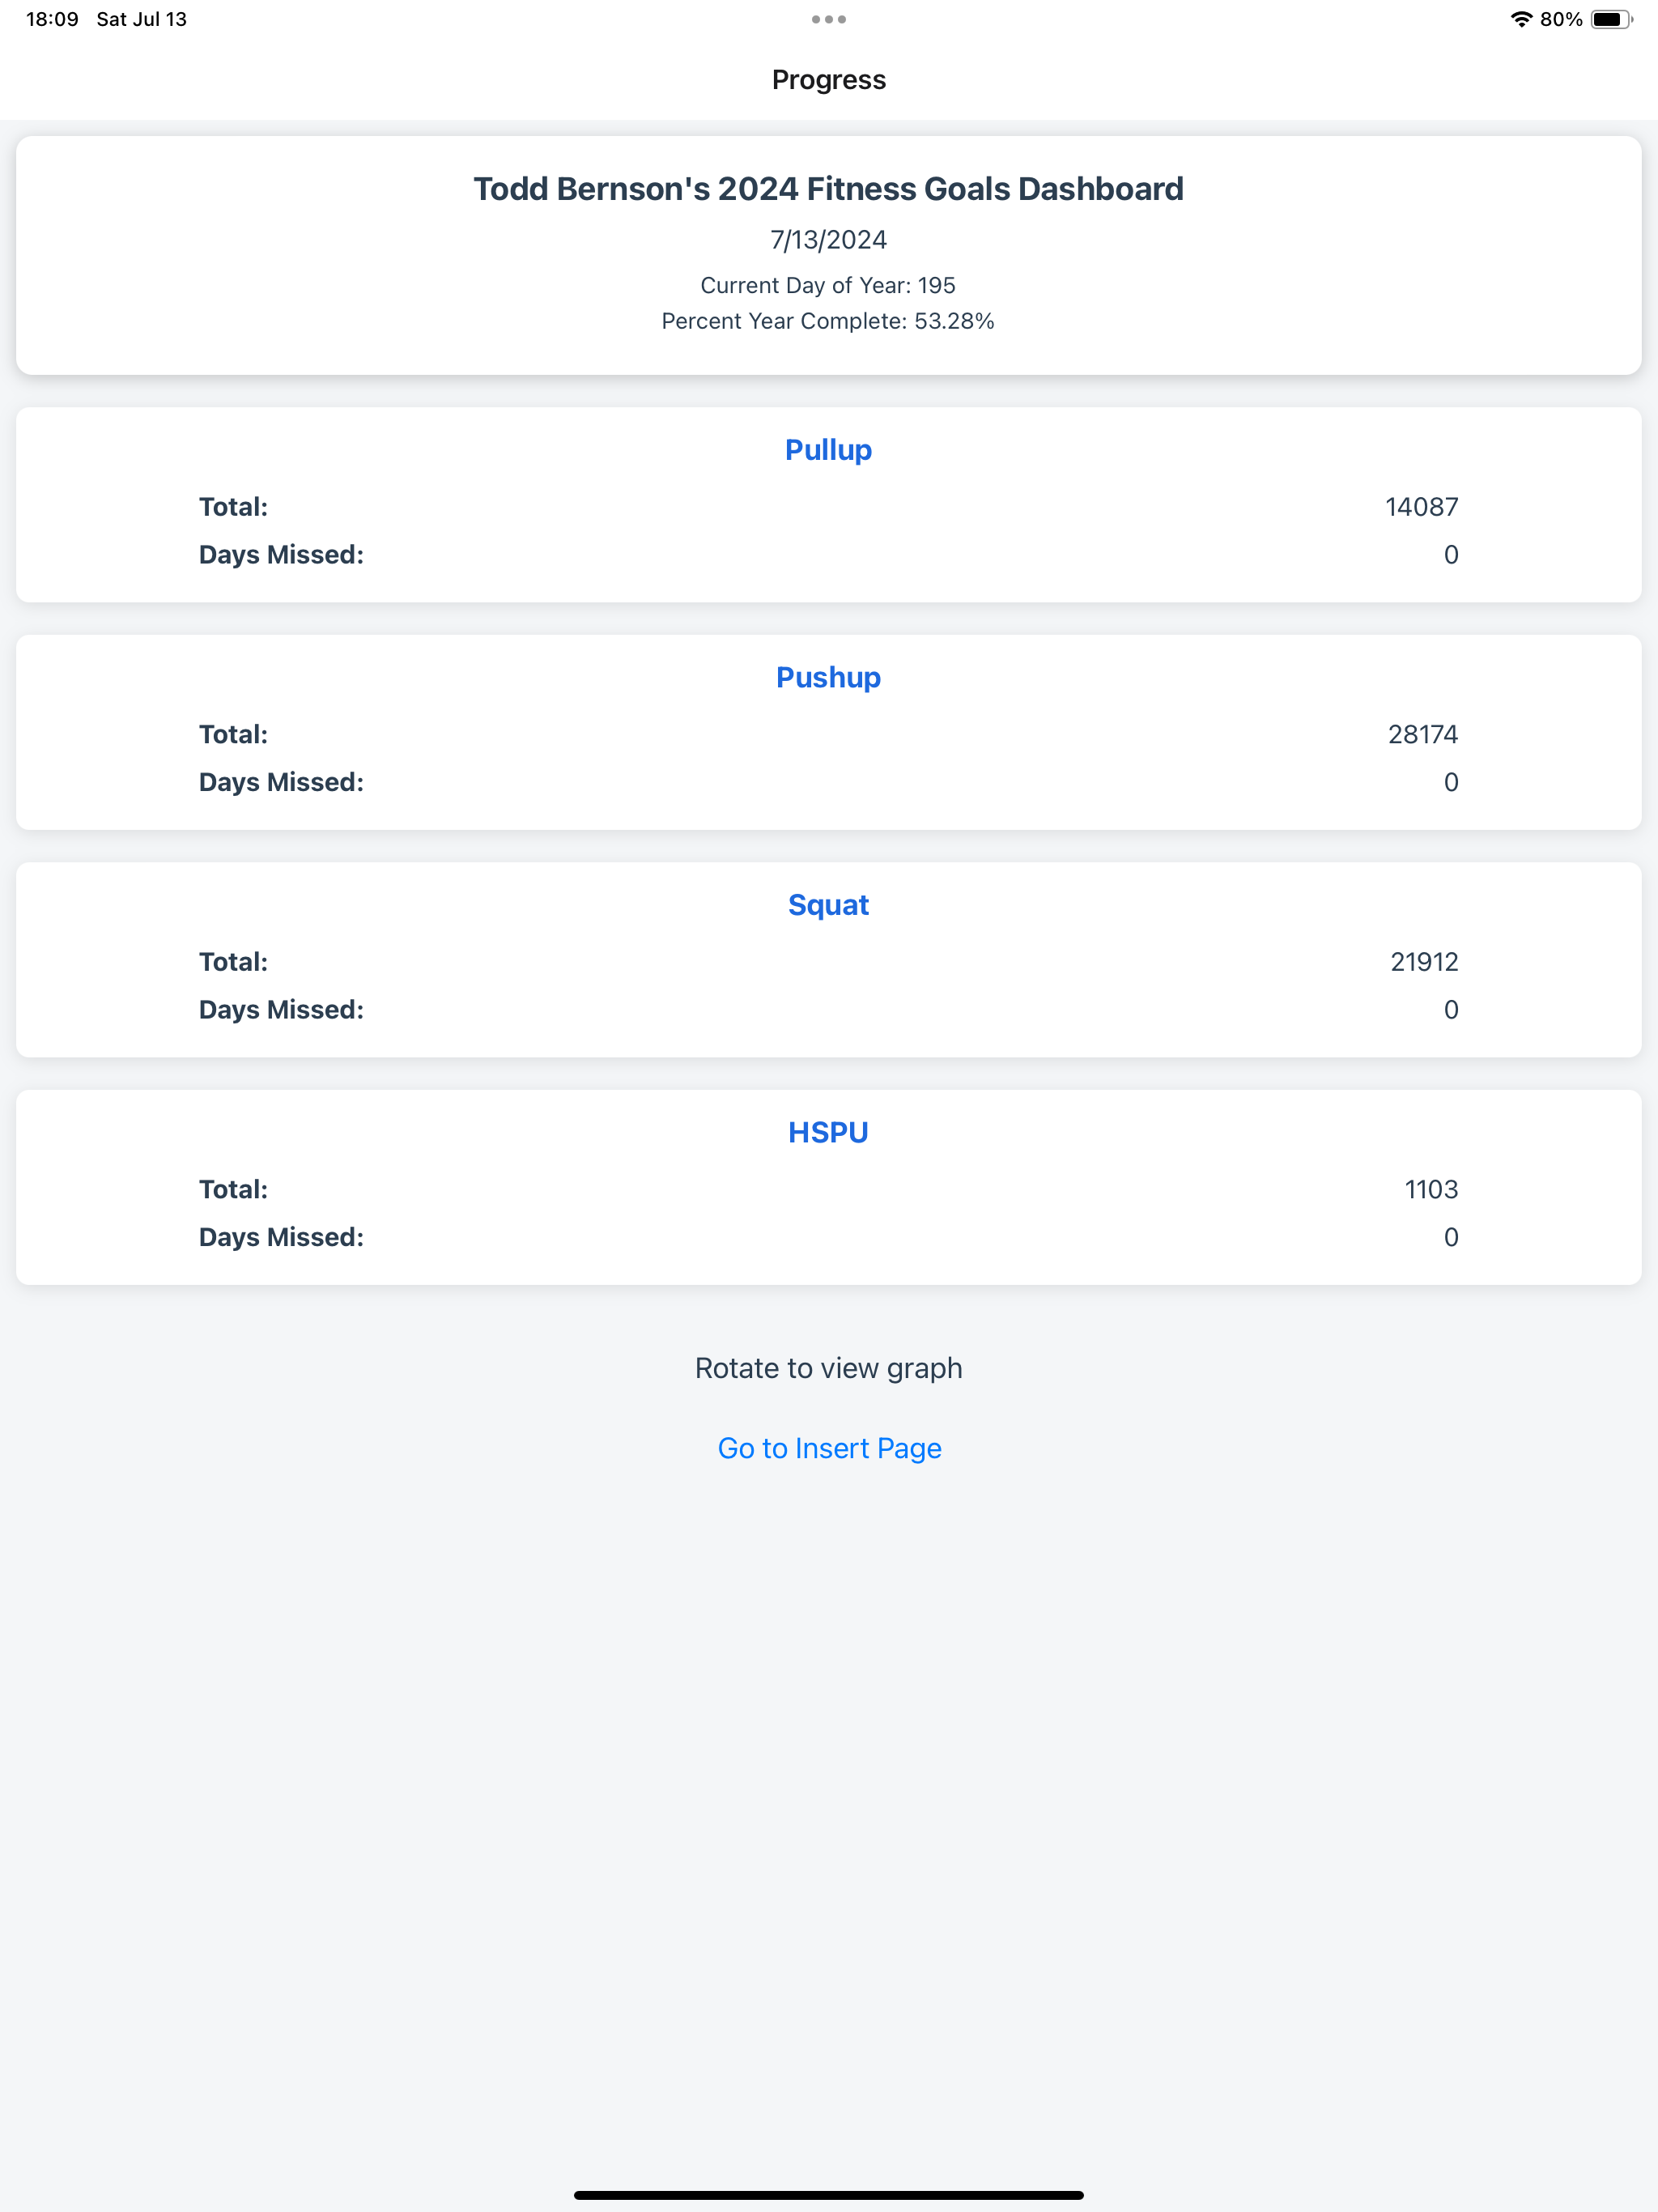 18:09 Sat Jul 13
80%
Progress
Todd Bernson's 2024 Fitness Goals Dashboard
7/13/2024
Current Day of Year: 195
Percent Year Complete: 53.28%
Pullup
Total: 14087
Days Missed: 0
Pushup
Total: 28174
Days Missed: 0
Squat
Total: 21912
Days Missed: 0
HSPU
Total: 1103
Days Missed: 0
Rotate to view graph
Go to Insert Page